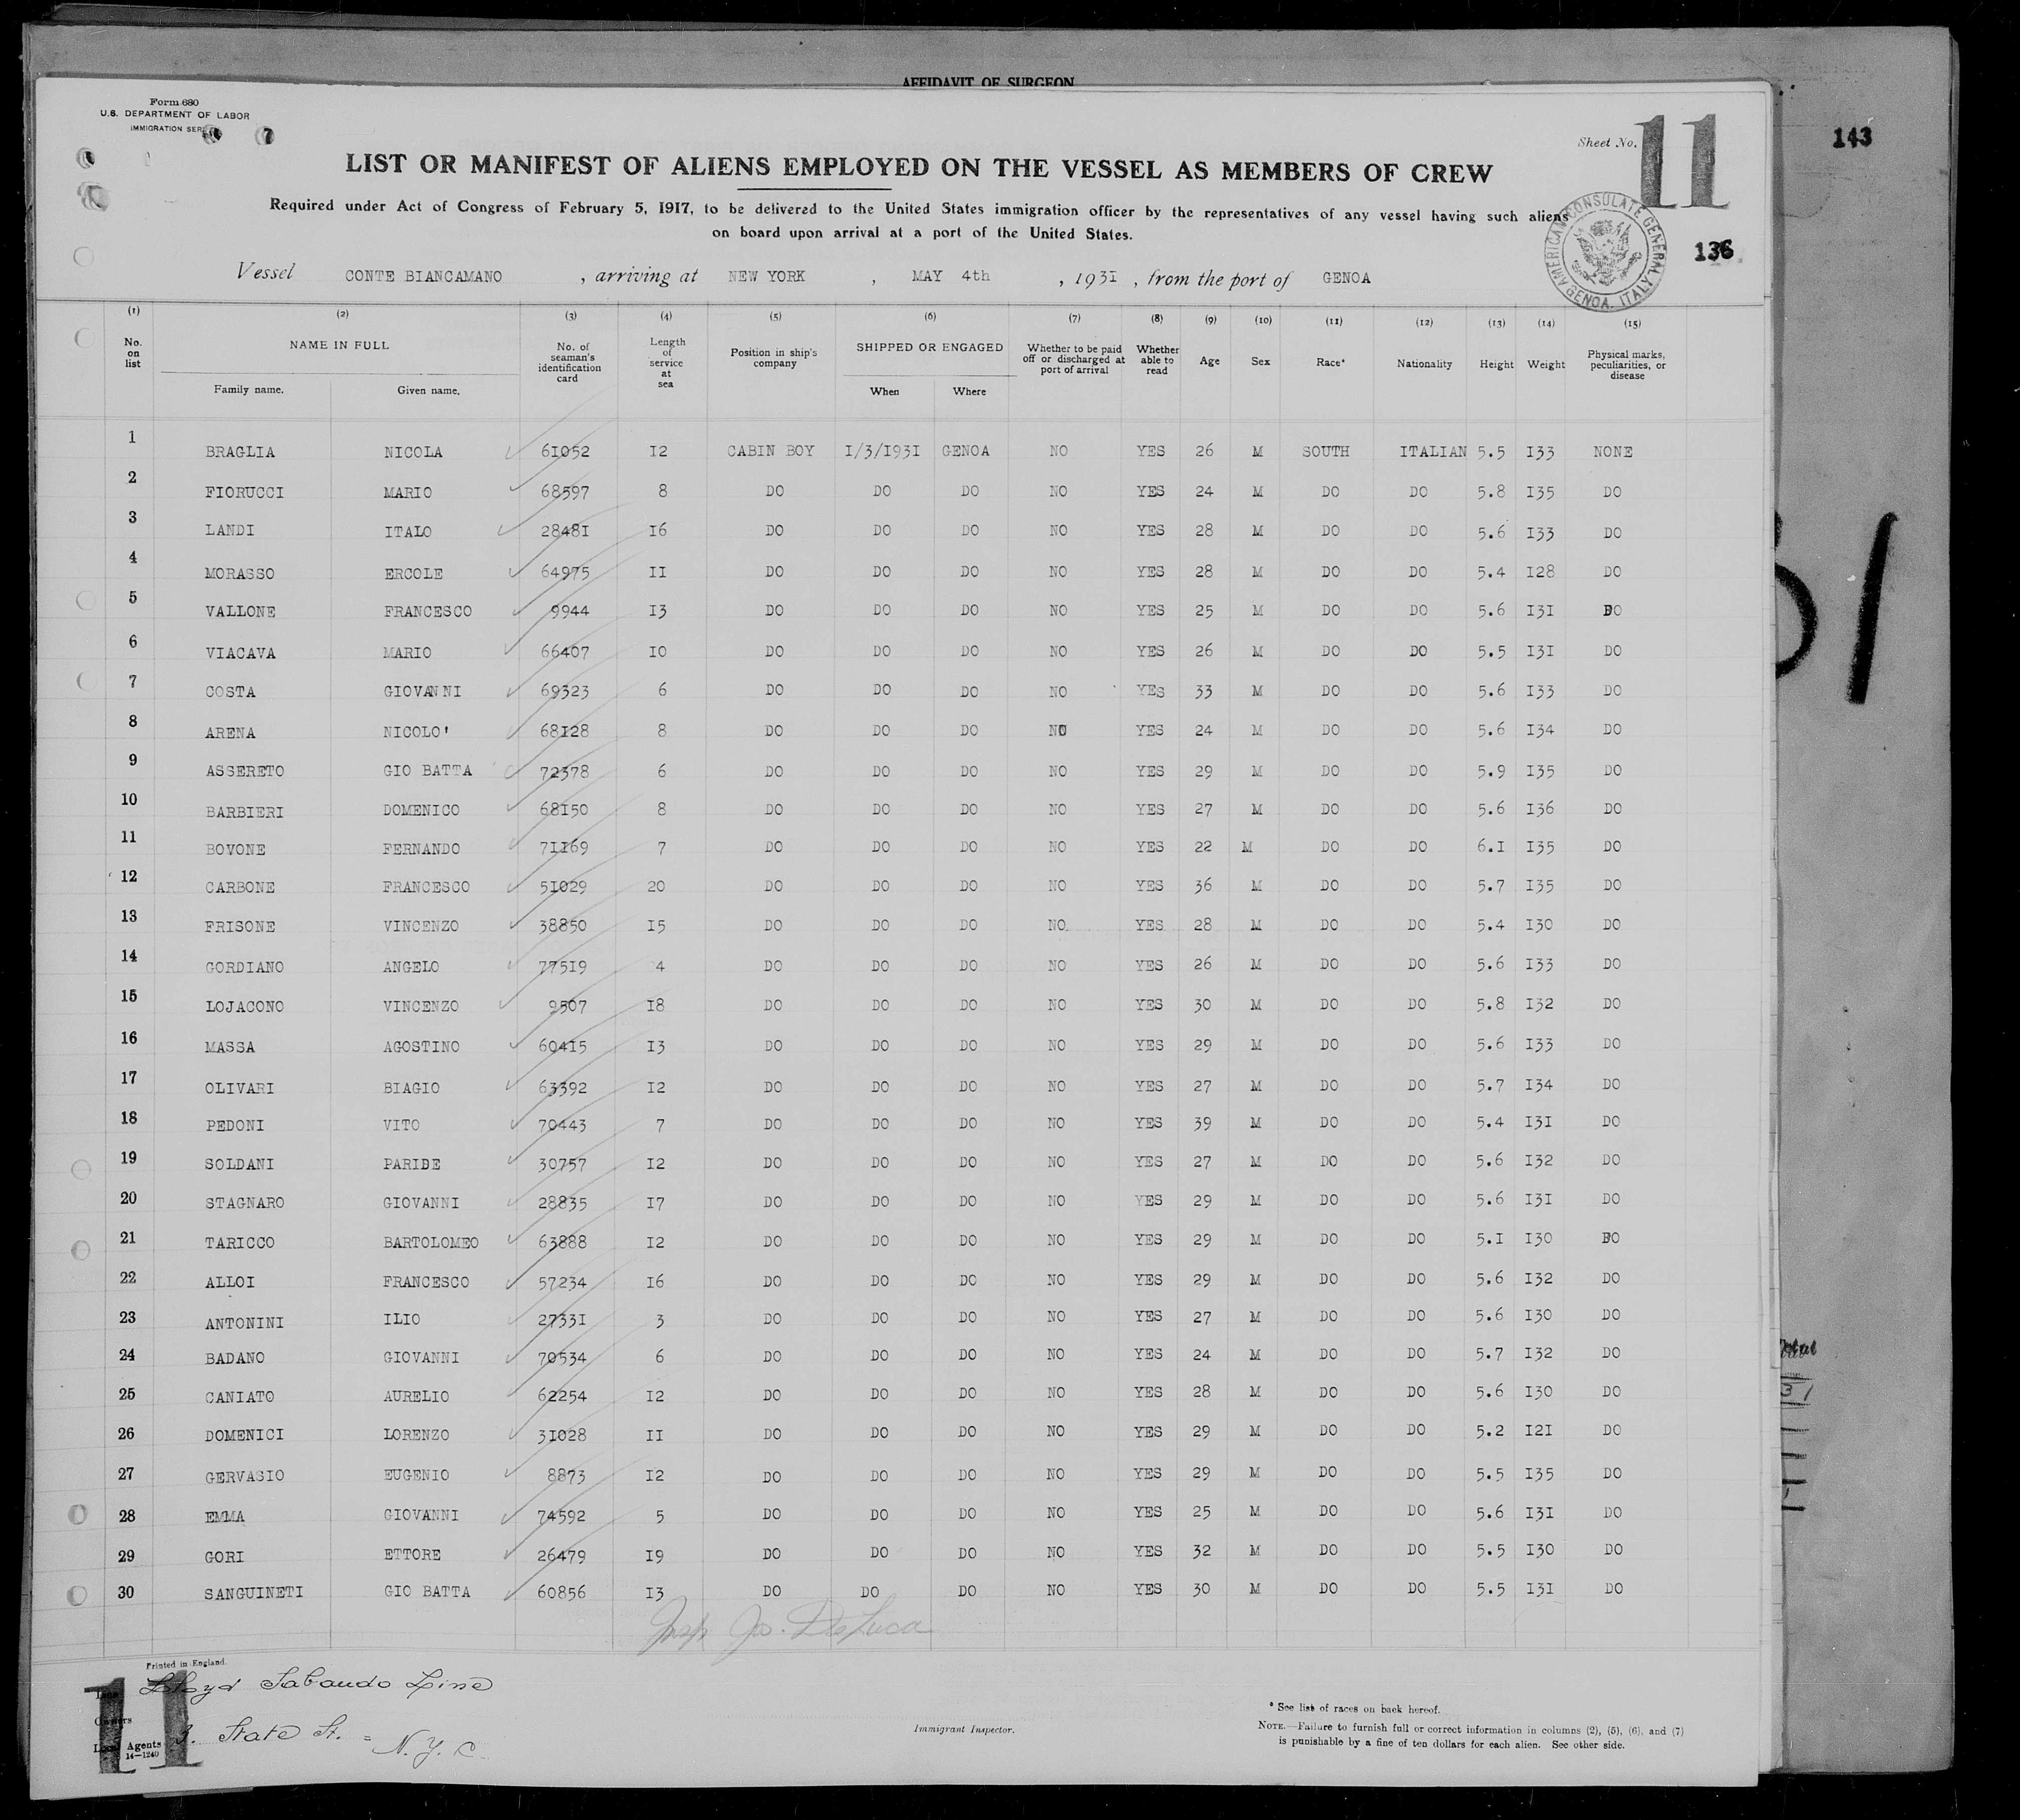 AFFIDAVIT OF SURGEON
Form 680
U.S. DEPARTMENT OF LABOR
IMMIGRATION
Sheet No. 11
143
LIST OR MANIFEST OF ALIENS EMPLOYED ON THE VESSEL AS MEMBERS OF CREW
Required under Act of Congress of February 5, 1917, to be delivered to the United States immigration officer by the representatives of any vessel having such aliens
on board upon arrival at a port of the United States.
AMERICAN CONSULATE GENERAL GENOA, ITALY
136
Vessel CONTE BIANCAMANO , arriving at NEW YORK , MAY 4th , 1931 , from the port of GENOA
(1) (2) (3) (4) (5) (6) (7) (8) (9) (10) (11) (12) (13) (14) (15)
No. on list NAME IN FULL Family name. Given name. No. of seaman's identification card Length of service at sea Position in ship's company SHIPPED OR ENGAGED When Where Whether to be paid off or discharged at port of arrival Whether able to read Age Sex Race* Nationality Height Weight Physical marks, peculiarities, or disease
1 BRAGLIA NICOLA 61052 12 CABIN BOY 1/3/1931 GENOA NO YES 26 M SOUTH ITALIAN 5.5 133 NONE
2 FIORUCCI MARIO 68597 8 DO DO DO NO YES 24 M DO DO 5.8 135 DO
3 LANDI ITALO 28481 16 DO DO DO NO YES 28 M DO DO 5.6 133 DO
4 MORASSO ERCOLE 64975 11 DO DO DO NO YES 28 M DO DO 5.4 128 DO
5 VALLONE FRANCESCO 9944 13 DO DO DO NO YES 25 M DO DO 5.6 131 DO
6 VIACAVA MARIO 66407 10 DO DO DO NO YES 26 M DO DO 5.5 131 DO
7 COSTA GIOVANNI 69323 6 DO DO DO NO YES 33 M DO DO 5.6 133 DO
8 ARENA NICOLO' 68128 8 DO DO DO NO YES 24 M DO DO 5.6 134 DO
9 ASSERETO GIO BATTA 72378 6 DO DO DO NO YES 29 M DO DO 5.9 135 DO
10 BARBIERI DOMENICO 68150 8 DO DO DO NO YES 27 M DO DO 5.6 136 DO
11 BOVONE FERNANDO 71169 7 DO DO DO NO YES 22 M DO DO 6.1 135 DO
12 CARBONE FRANCESCO 51029 20 DO DO DO NO YES 36 M DO DO 5.7 135 DO
13 FRISONE VINCENZO 38850 15 DO DO DO NO YES 28 M DO DO 5.4 130 DO
14 GORDIANO ANGELO 77519 4 DO DO DO NO YES 26 M DO DO 5.6 133 DO
15 LOJACONO VINCENZO 9507 18 DO DO DO NO YES 30 M DO DO 5.8 132 DO
16 MASSA AGOSTINO 60415 13 DO DO DO NO YES 29 M DO DO 5.6 133 DO
17 OLIVARI BIAGIO 63392 12 DO DO DO NO YES 27 M DO DO 5.7 134 DO
18 PEDONI VITO 70443 7 DO DO DO NO YES 39 M DO DO 5.4 131 DO
19 SOLDANI PARIDE 30757 12 DO DO DO NO YES 27 M DO DO 5.6 132 DO
20 STAGNARO GIOVANNI 28835 17 DO DO DO NO YES 29 M DO DO 5.6 131 DO
21 TARICCO BARTOLOMEO 63888 12 DO DO DO NO YES 29 M DO DO 5.1 130 DO
22 ALLOI FRANCESCO 57234 16 DO DO DO NO YES 29 M DO DO 5.6 132 DO
23 ANTONINI ILIO 27331 3 DO DO DO NO YES 27 M DO DO 5.6 130 DO
24 BADANO GIOVANNI 70534 6 DO DO DO NO YES 24 M DO DO 5.7 132 DO
25 CANIATO AURELIO 62254 12 DO DO DO NO YES 28 M DO DO 5.6 130 DO
26 DOMENICI LORENZO 31028 11 DO DO DO NO YES 29 M DO DO 5.2 121 DO
27 GERVASIO EUGENIO 8873 12 DO DO DO NO YES 29 M DO DO 5.5 135 DO
28 EMMA GIOVANNI 74592 5 DO DO DO NO YES 25 M DO DO 5.6 131 DO
29 GORI ETTORE 26479 19 DO DO DO NO YES 32 M DO DO 5.5 130 DO
30 SANGUINETI GIO BATTA 60856 13 DO DO DO NO YES 30 M DO DO 5.5 131 DO
Insp Jo. DeLuca
Printed in England.
Lloyd Sabaudo Line
11
Owners
3. State St. = N.Y.C.
Local Agents
14—1240
Immigrant Inspector.
* See list of races on back hereof.
NOTE.—Failure to furnish full or correct information in columns (2), (5), (6), and (7)
is punishable by a fine of ten dollars for each alien. See other side.